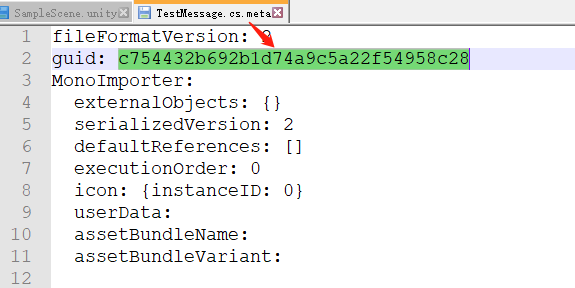 SampleScene.unity
TestMessage.cs.meta
1 fileFormatVersion: 2
2 guid: c754432b692b1d74a9c5a22f54958c28
3 MonoImporter:
4 externalObjects: {}
5 serializedVersion: 2
6 defaultReferences: []
7 executionOrder: 0
8 icon: {instanceID: 0}
9 userData:
10 assetBundleName:
11 assetBundleVariant:
12